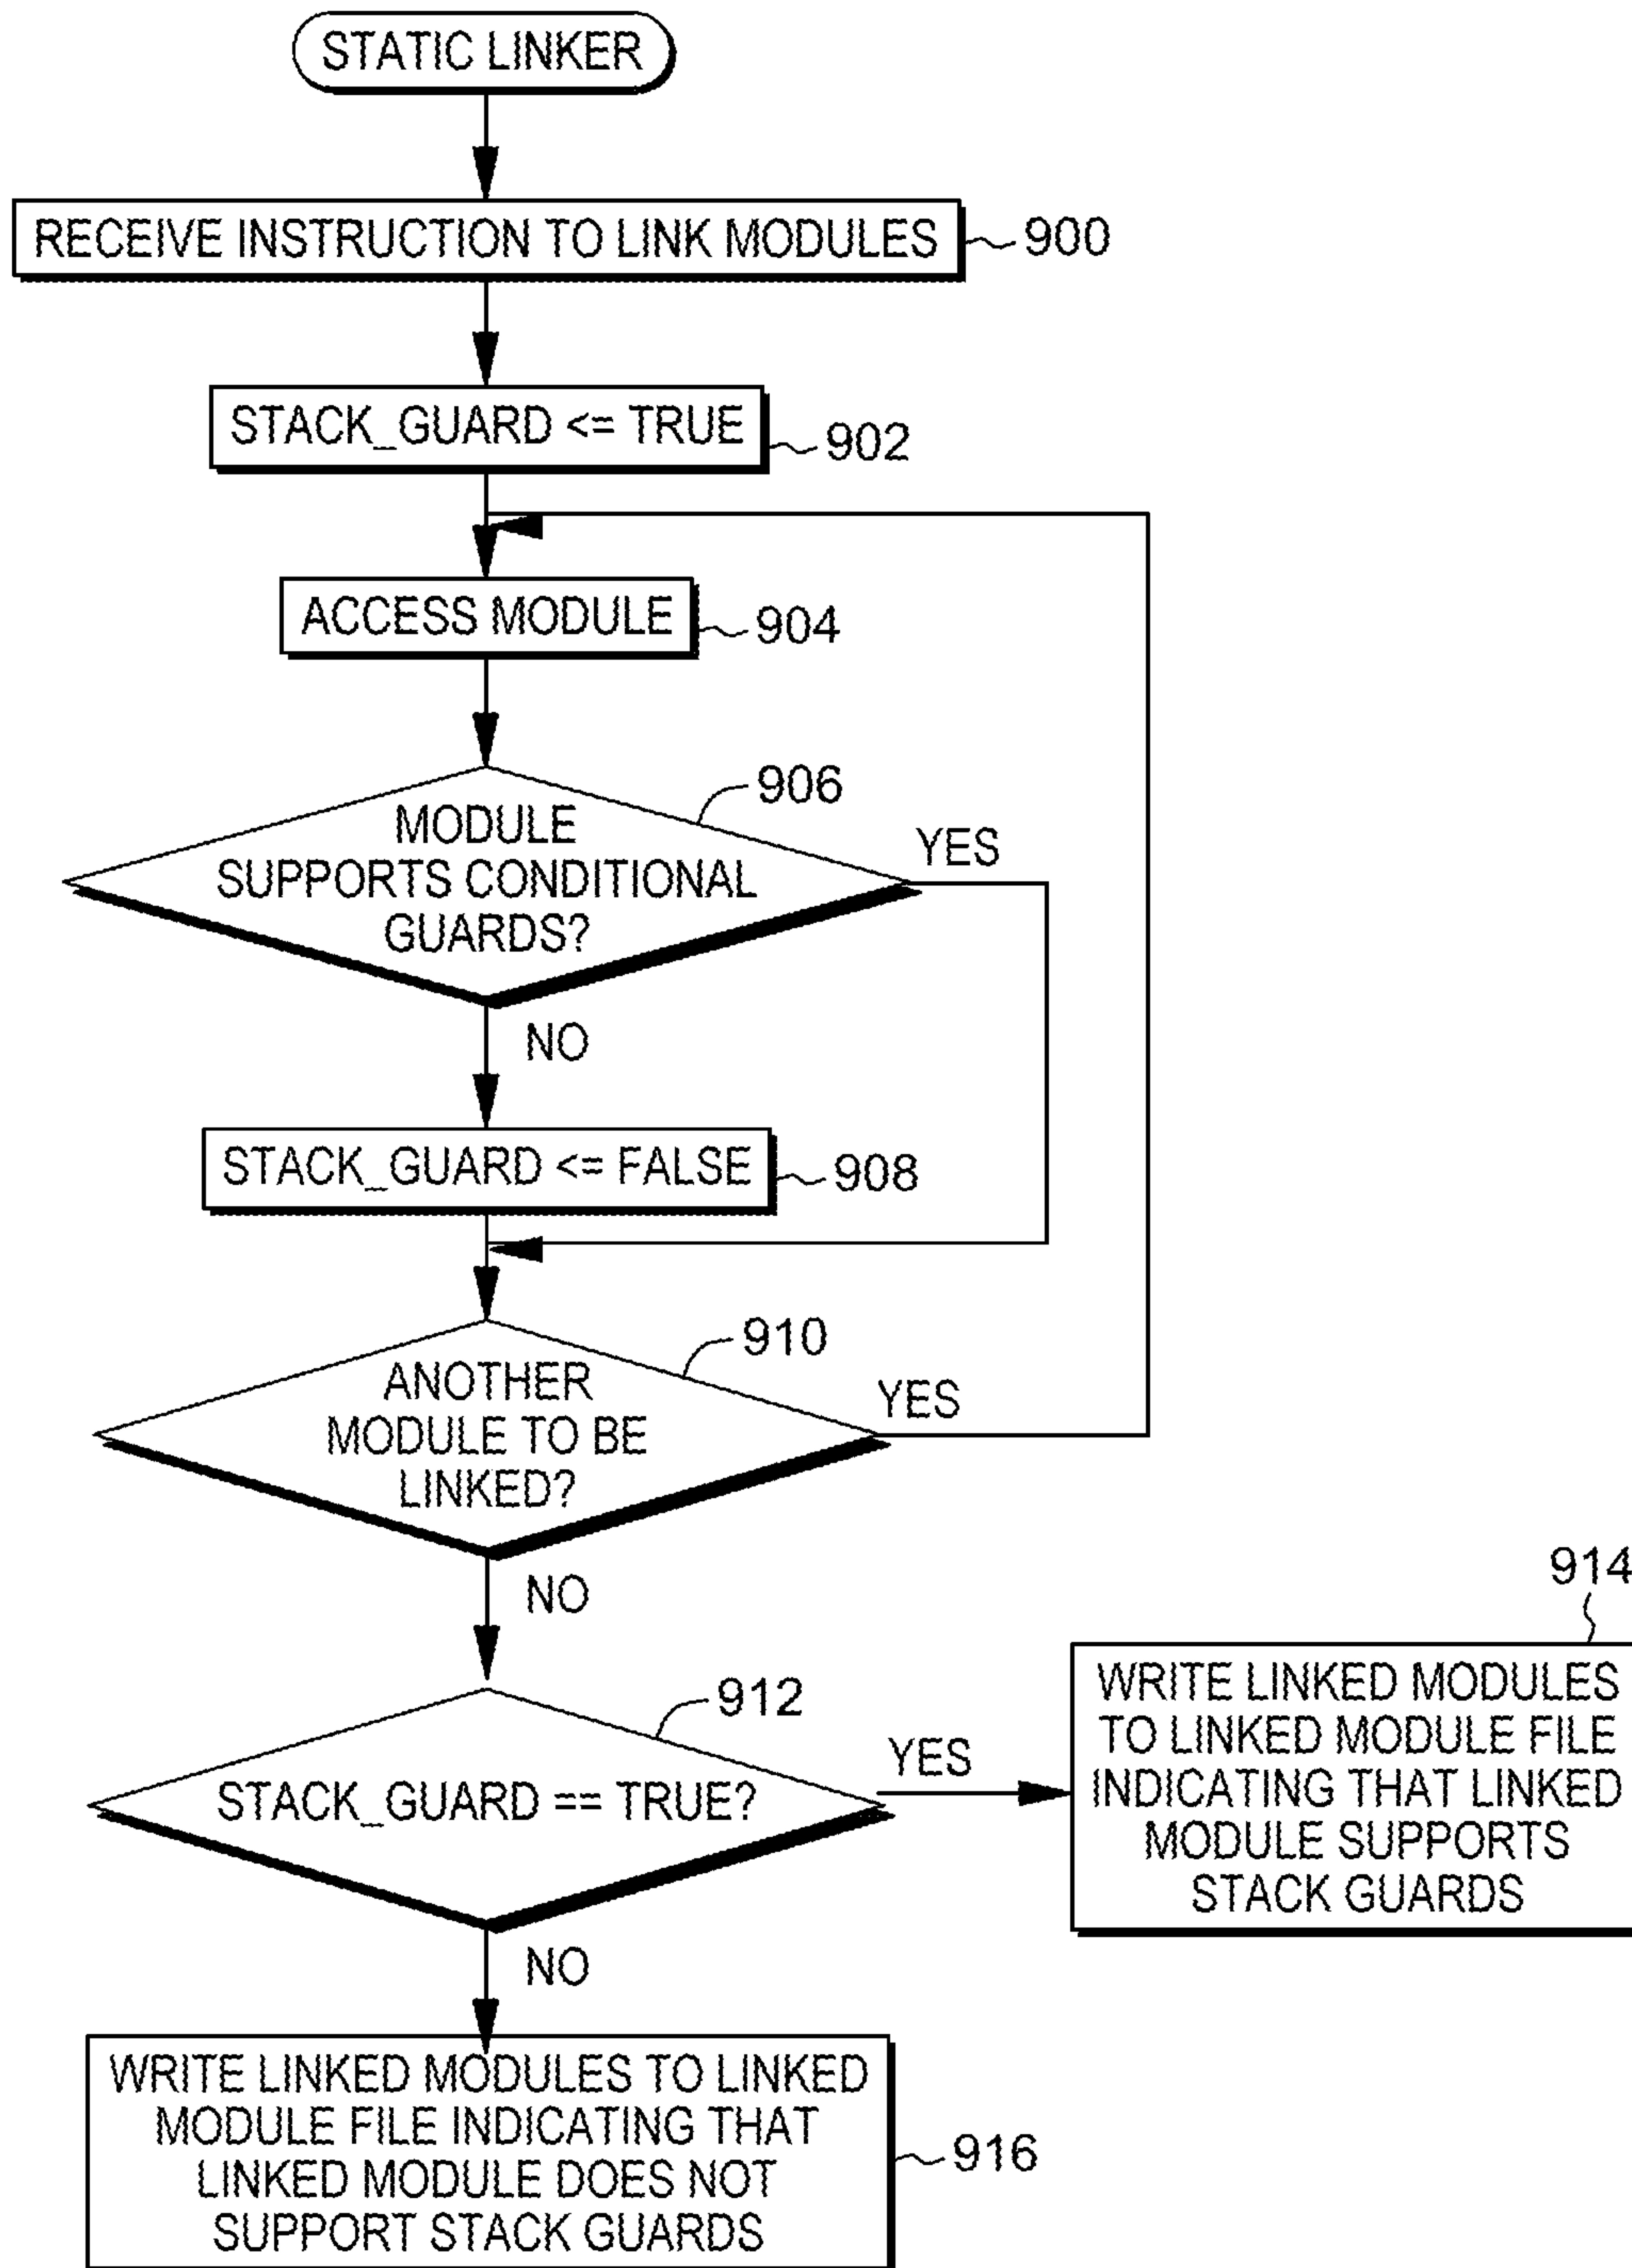 STATIC LINKER
RECEIVE INSTRUCTION TO LINK MODULES
900
STACK_GUARD <= TRUE
902
ACCESS MODULE
904
906
MODULE
SUPPORTS CONDITIONAL
GUARDS?
YES
NO
STACK_GUARD <= FALSE
908
910
ANOTHER
MODULE TO BE
LINKED?
YES
NO
912
STACK_GUARD == TRUE?
YES
914
WRITE LINKED MODULES
TO LINKED MODULE FILE
INDICATING THAT LINKED
MODULE SUPPORTS
STACK GUARDS
NO
WRITE LINKED MODULES TO LINKED
MODULE FILE INDICATING THAT
LINKED MODULE DOES NOT
SUPPORT STACK GUARDS
916